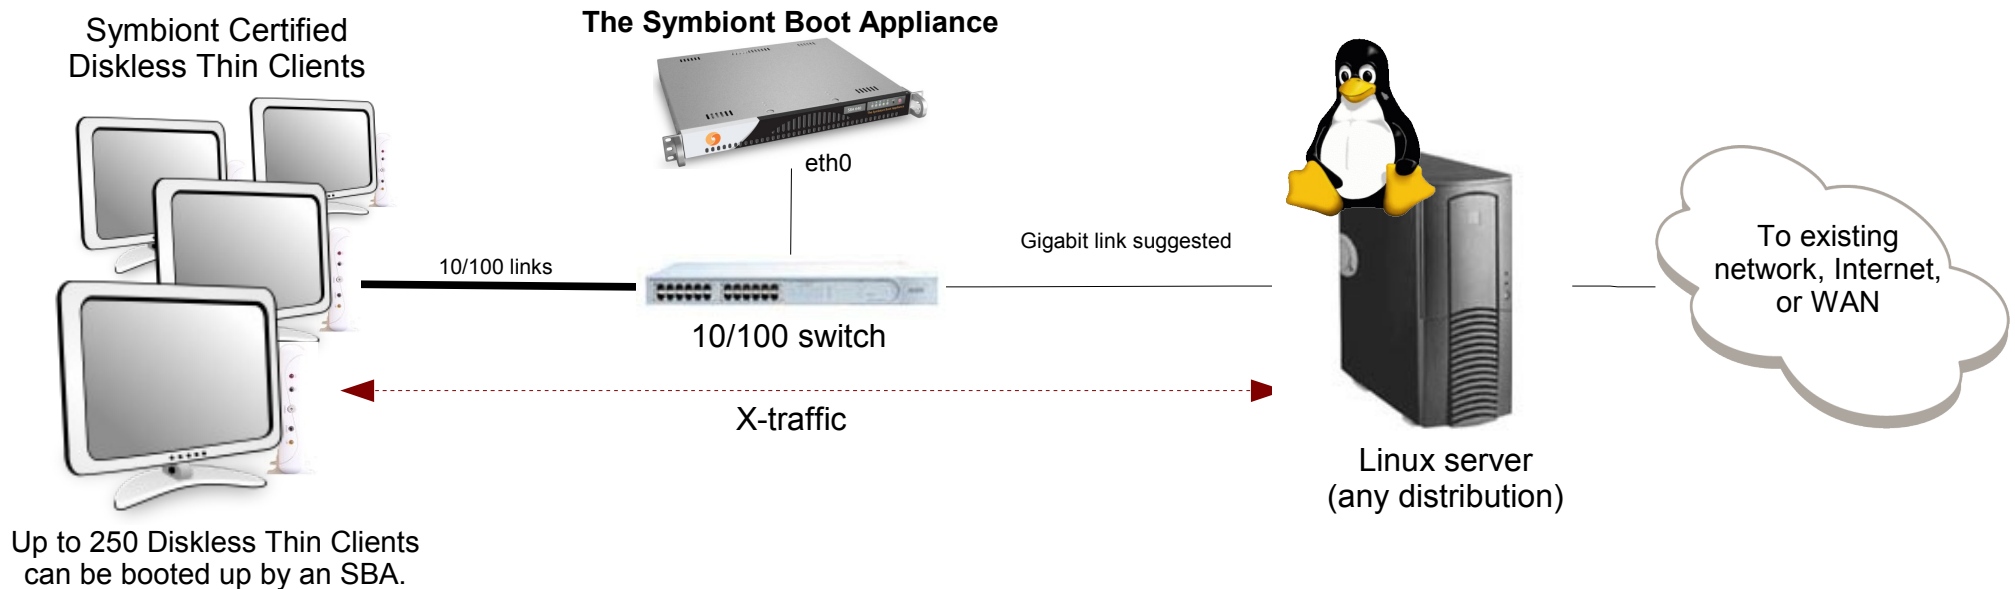 Symbiont Certified
Diskless Thin Clients
The Symbiont Boot Appliance
eth0
10/100 links
Gigabit link suggested
10/100 switch
X-traffic
To existing
network, Internet,
or WAN
Linux server
(any distribution)
Up to 250 Diskless Thin Clients
can be booted up by an SBA.